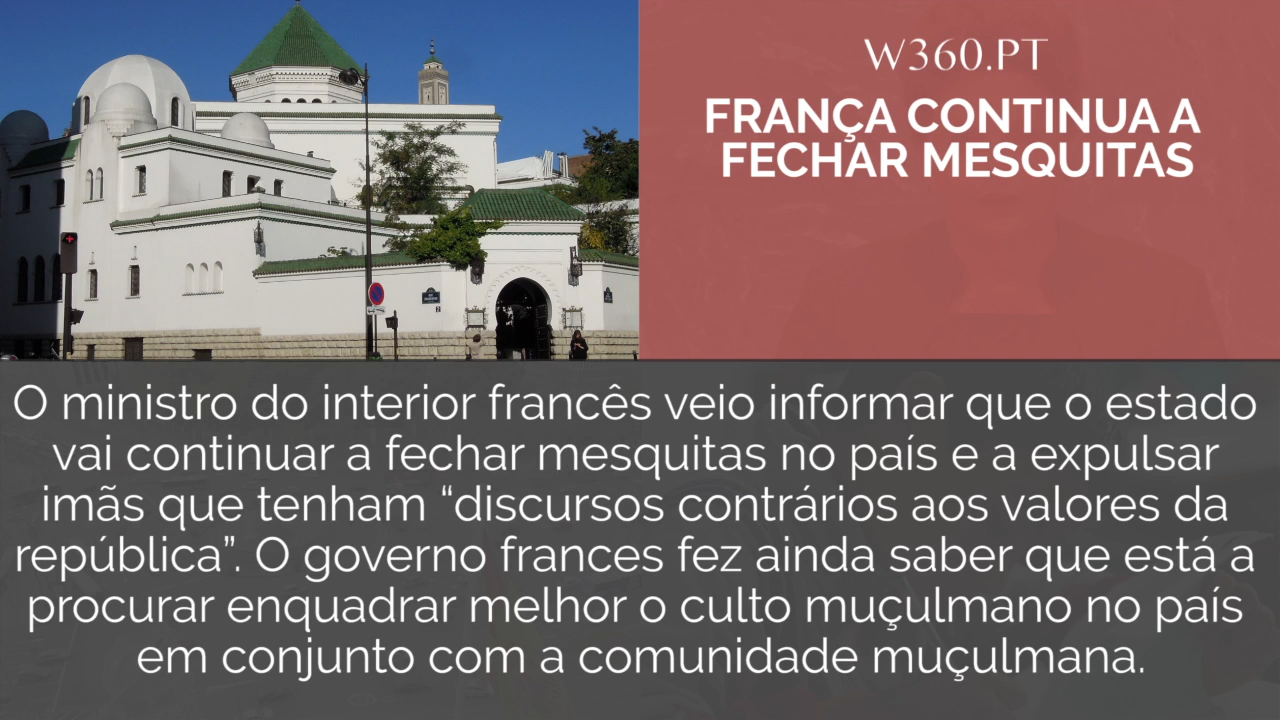 W360.PT
FRANÇA CONTINUA A
FECHAR MESQUITAS
O ministro do interior francês veio informar que o estado
vai continuar a fechar mesquitas no país e a expulsar
imãs que tenham “discursos contrários aos valores da
república”. O governo frances fez ainda saber que está a
procurar enquadrar melhor o culto muçulmano no país
em conjunto com a comunidade muçulmana.